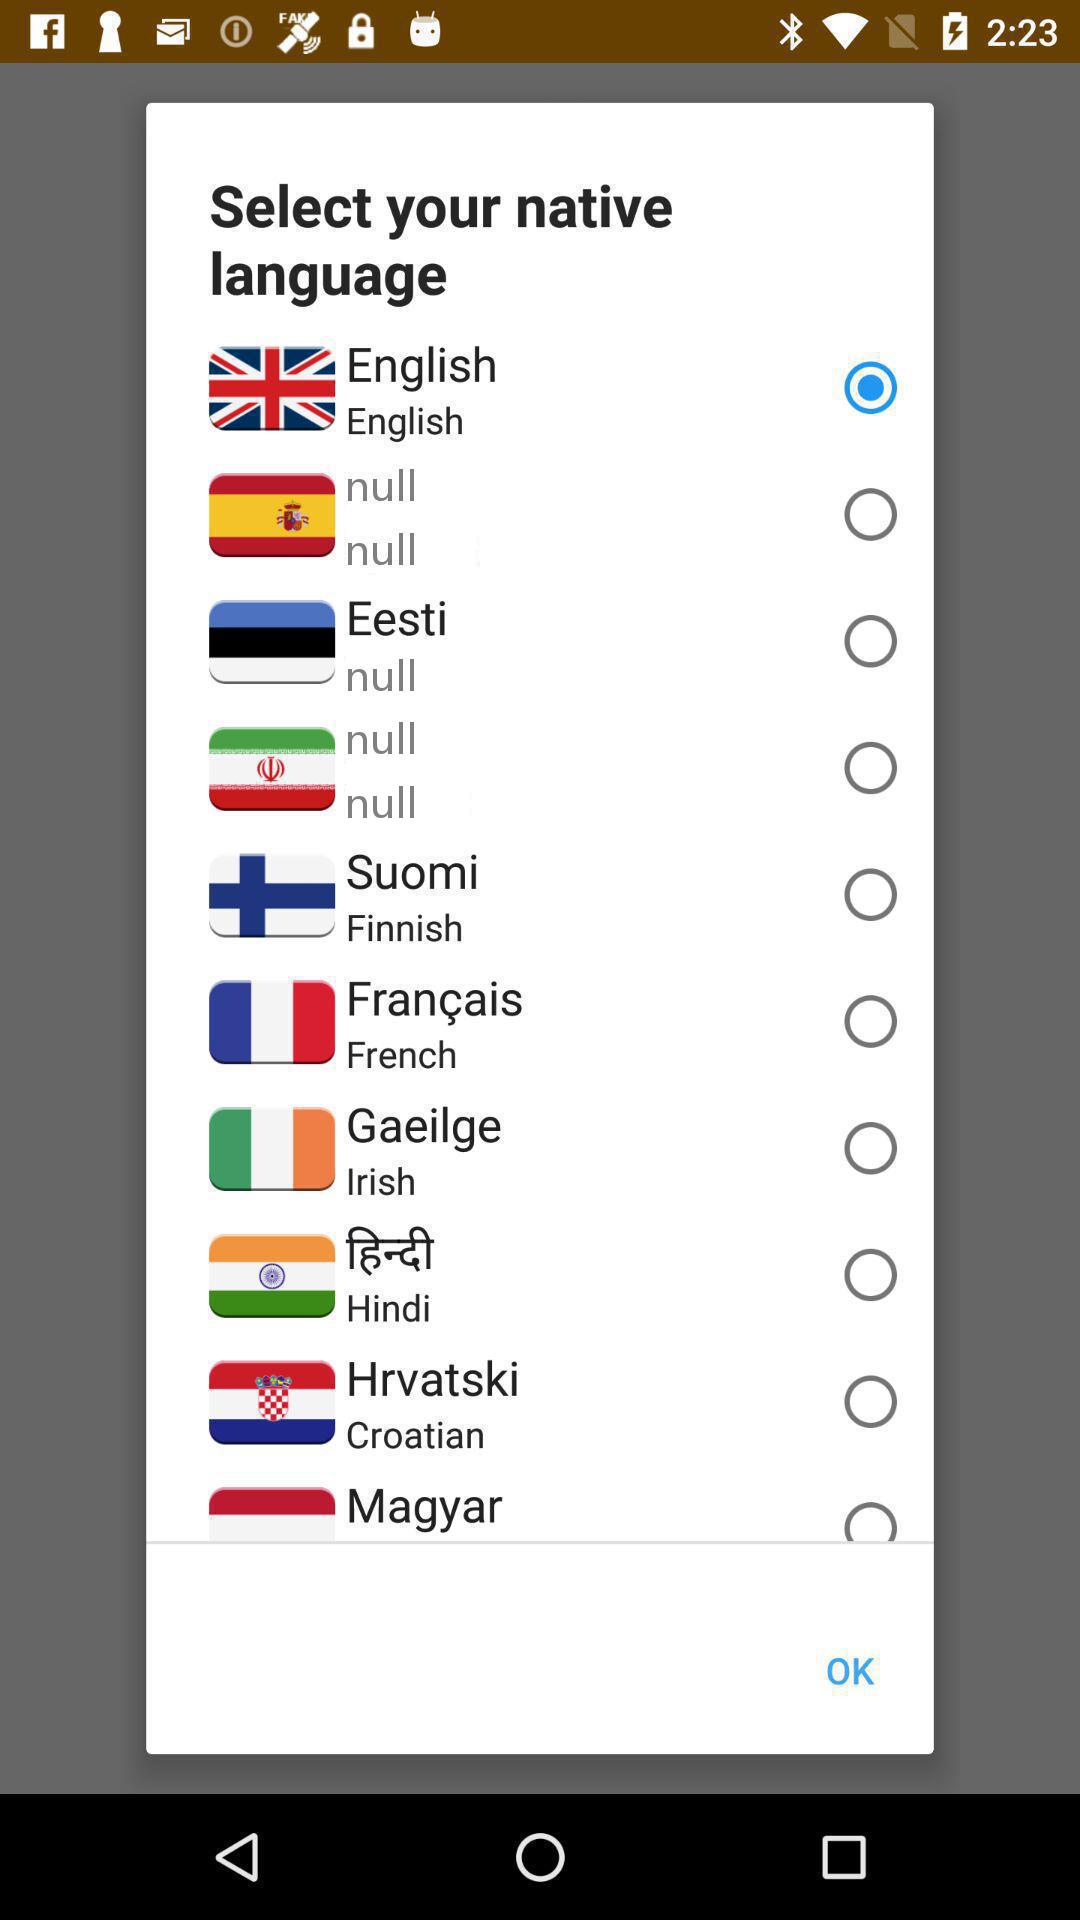 FAKE
2:23
Select your native
language
English
English
null
null
Eesti
null
null
null
Suomi
Finnish
Français
French
Gaeilge
Irish
हिन्दी
Hindi
Hrvatski
Croatian
Magyar
OK